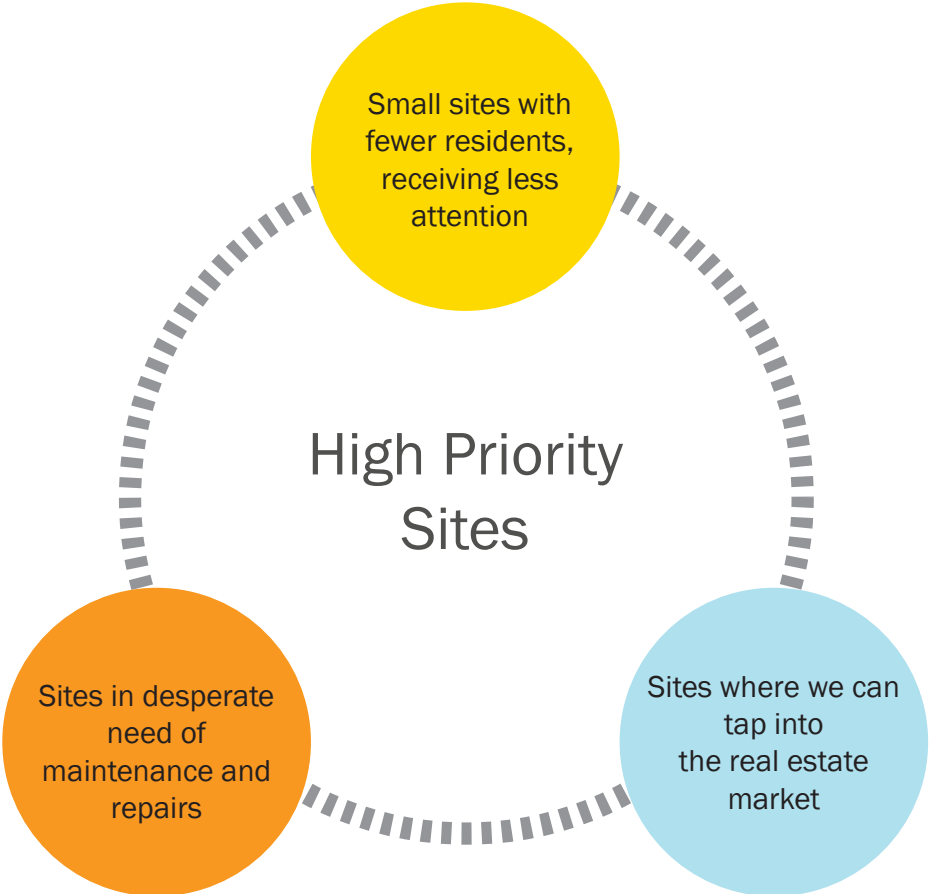 Small sites with
fewer residents,
receiving less
attention
High Priority
Sites
Sites in desperate
need of
maintenance and
repairs
Sites where we can
tap into
the real estate
market